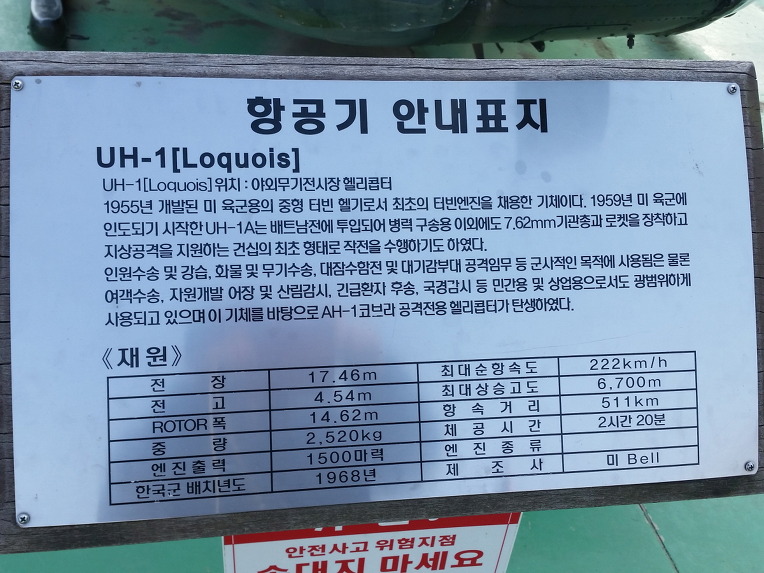 항공기 안내표지
UH-1[Loquois]
UH-1[Loquois] 위치 : 야외무기전시장 헬리콥터
1955년 개발된 미 육군용의 중형 터빈 헬기로서 최초의 터빈엔진을 채용한 기체이다. 1959년 미 육군에
인도되기 시작한 UH-1A는 배트남전에 투입되어 병력 구송용 이외에도 7.62mm기관총과 로켓을 장착하고
지상공격을 지원하는 건십의 최초 형태로 작전을 수행하기도 하였다.
인원수송 및 강습, 화물 및 무기수송, 대잠수함전 및 대기갑부대 공격임무 등 군사적인 목적에 사용됨은 물론
여객수송, 자원개발 어장 및 산림감시, 긴급환자 후송, 국경감시 등 민간용 및 상업용으로서도 광범위하게
사용되고 있으며 이 기체를 바탕으로 AH-1코브라 공격전용 헬리콥터가 탄생하였다.
《재원》
전 장 17.46m 최대순항속도 222km/h
전 고 4.54m 최대상승고도 6,700m
ROTOR폭 14.62m 항속거리 511km
중 량 2,520kg 체공시간 2시간 20분
엔진출력 1500마력 엔진종류
한국군 배치년도 1968년 제조사 미 Bell
안전사고 위험지점
손대지 마세요